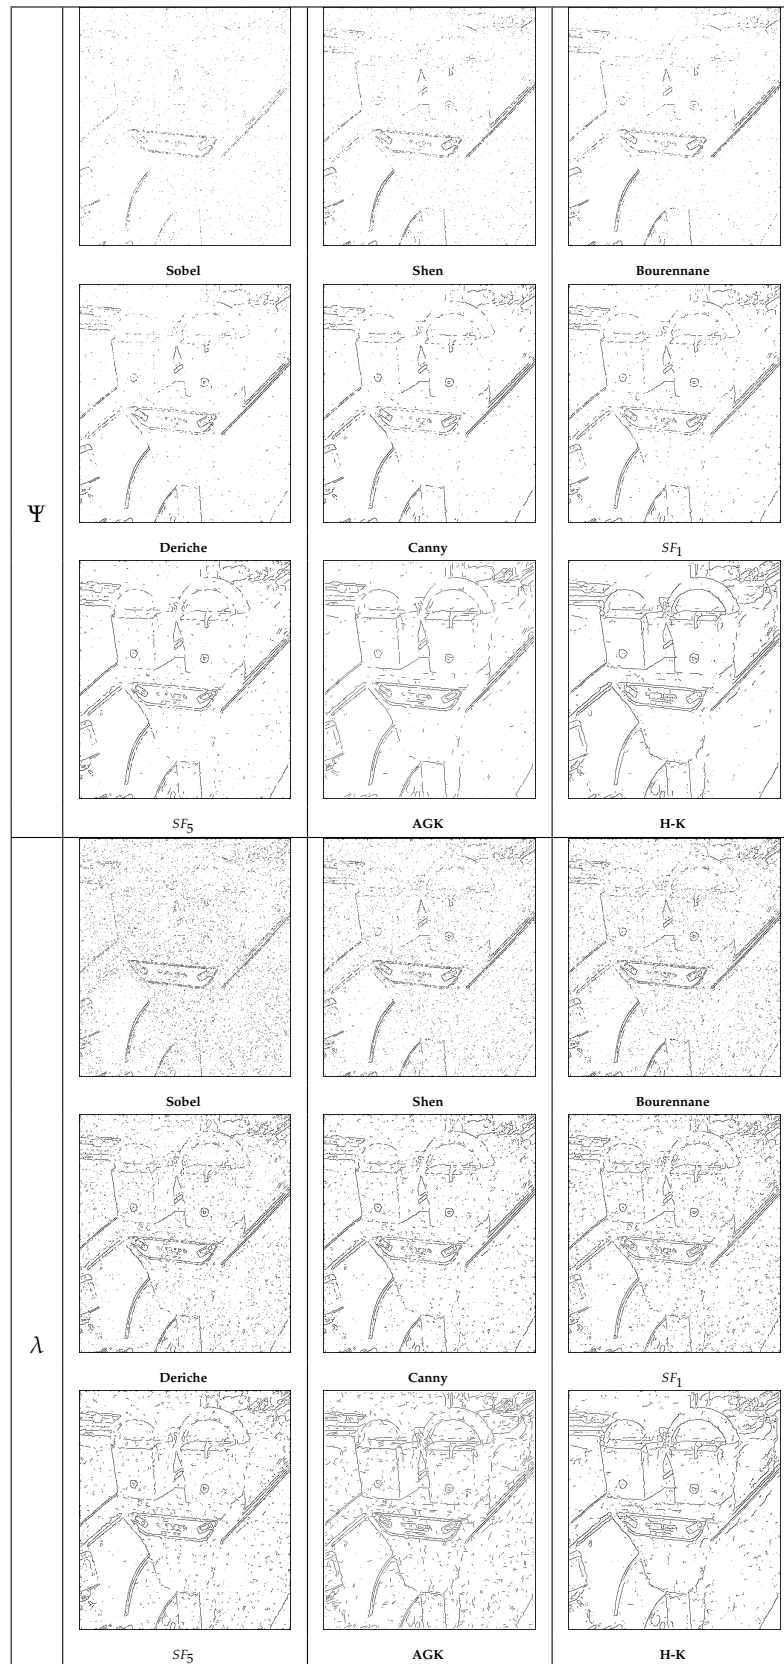 Sobel Shen Bourennane
Ψ
Deriche Canny SF1
SF5 AGK H-K
Sobel Shen Bourennane
λ
Deriche Canny SF1
SF5 AGK H-K